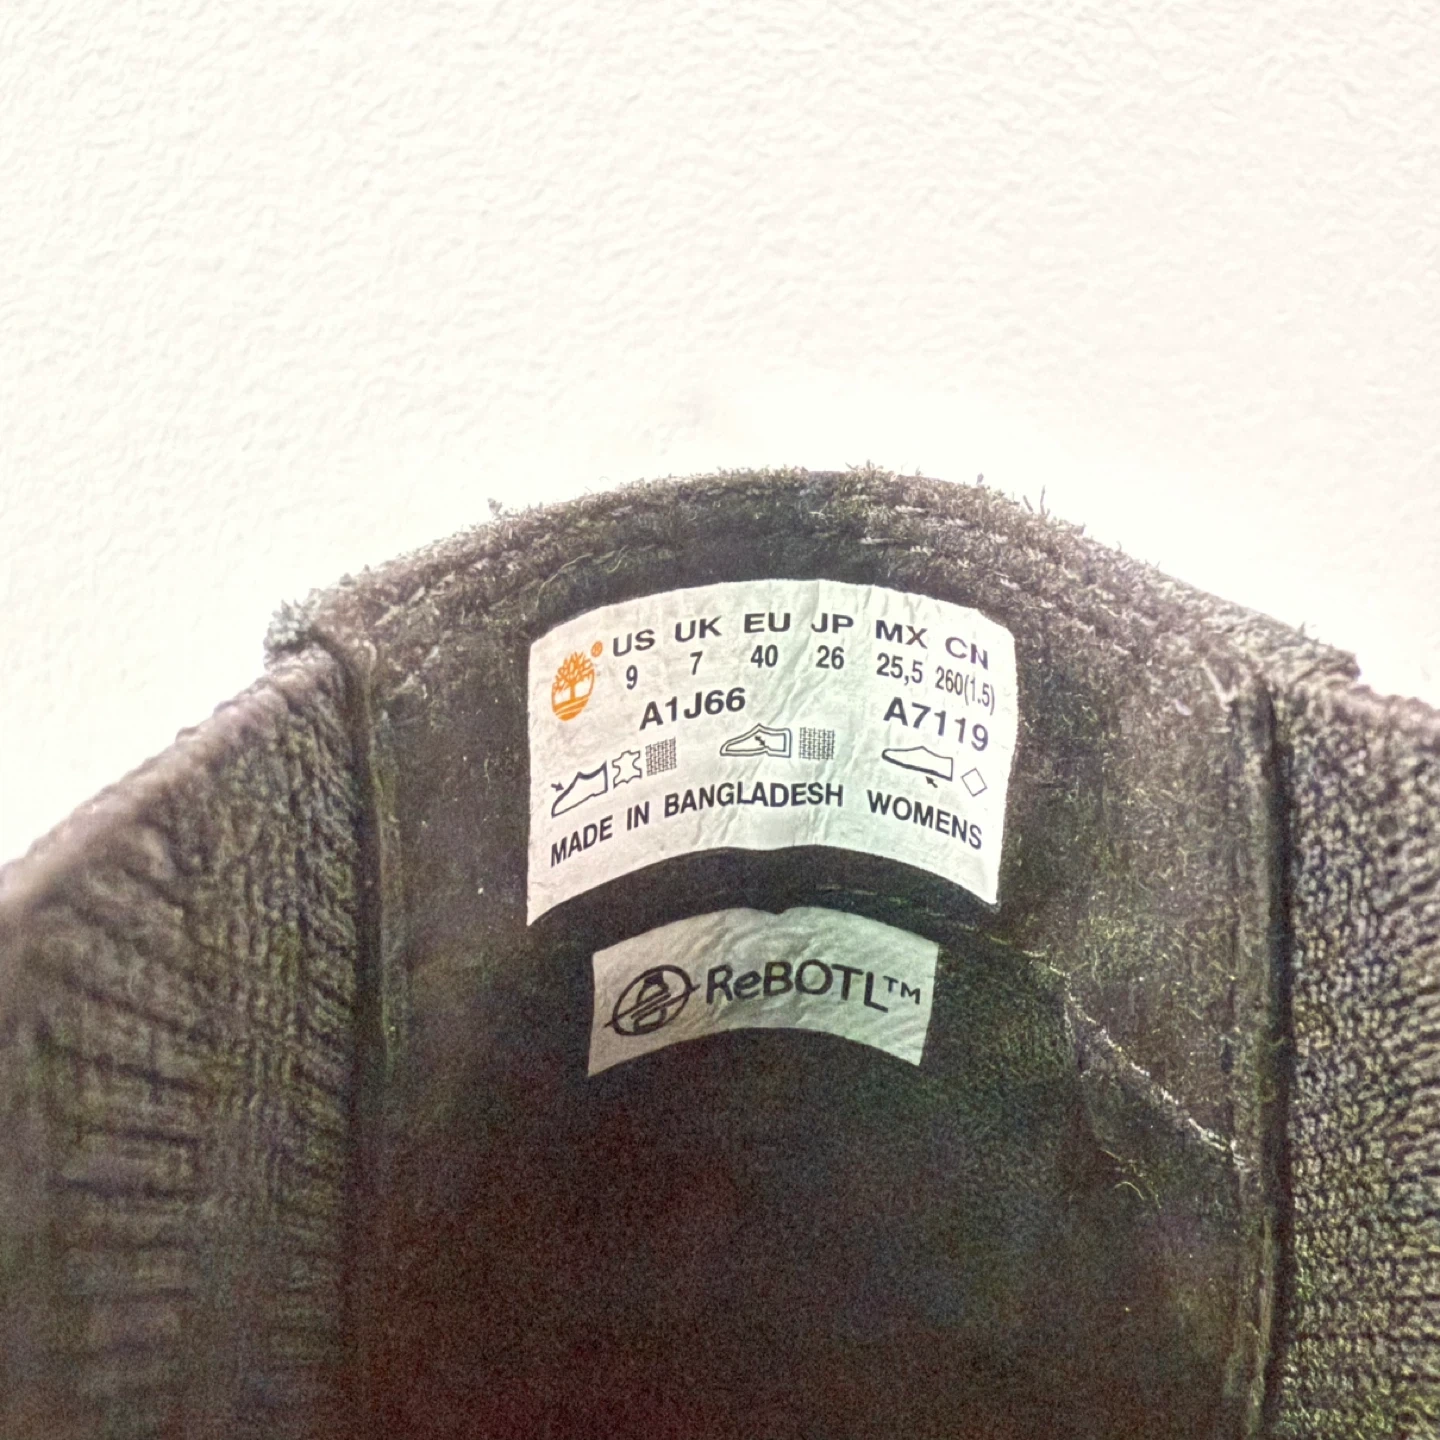 ® US UK EU JP MX CN
9 7 40 26 25,5 260(1.5)
A1J66 A7119
MADE IN BANGLADESH WOMENS
ReBOTL™